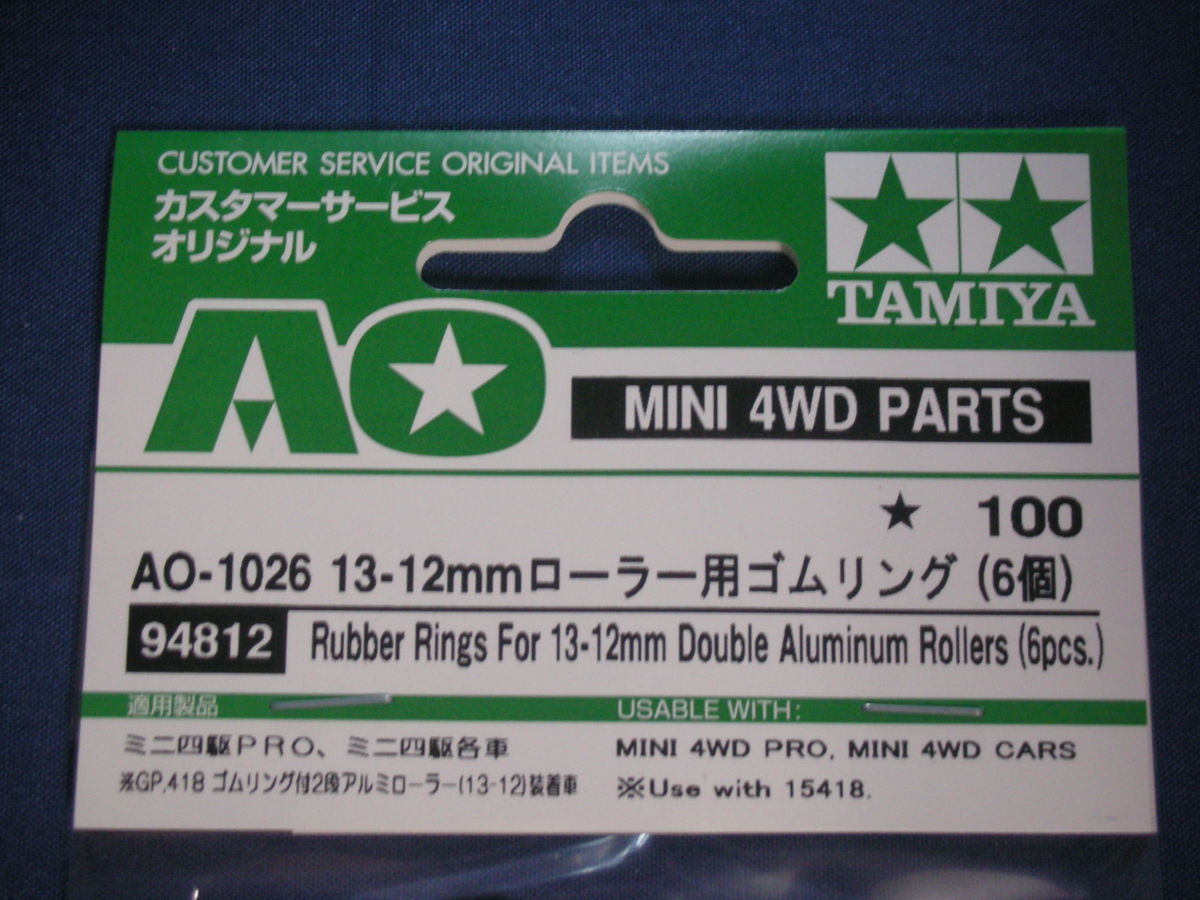 CUSTOMER SERVICE ORIGINAL ITEMS
カスタマーサービス
オリジナル
TAMIYA
AO
MINI 4WD PARTS
★ 100
AO-1026 13-12mmローラー用ゴムリング (6個)
94812 Rubber Rings For 13-12mm Double Aluminum Rollers (6pcs.)
適用製品
ミニ四駆PRO、ミニ四駆各車
※GP.418 ゴムリング付2段アルミローラー(13-12)装着車
USABLE WITH:
MINI 4WD PRO, MINI 4WD CARS
※Use with 15418.